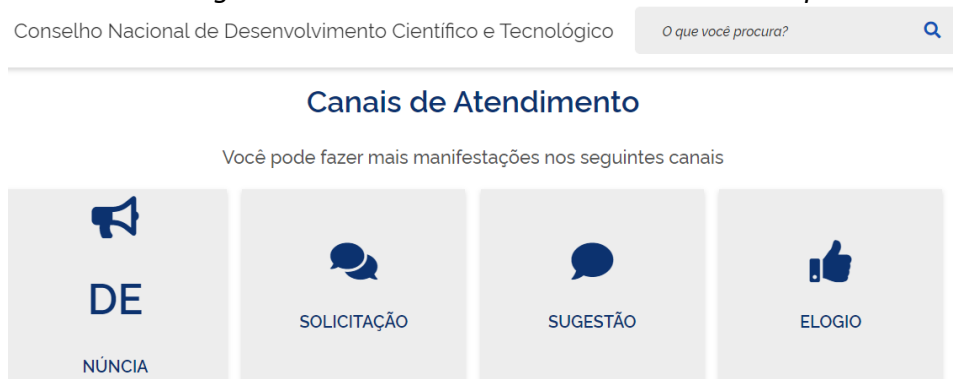 Conselho Nacional de Desenvolvimento Científico e Tecnológico
O que você procura?
Canais de Atendimento
Você pode fazer mais manifestações nos seguintes canais
DE
NÚNCIA
SOLICITAÇÃO
SUGESTÃO
ELOGIO